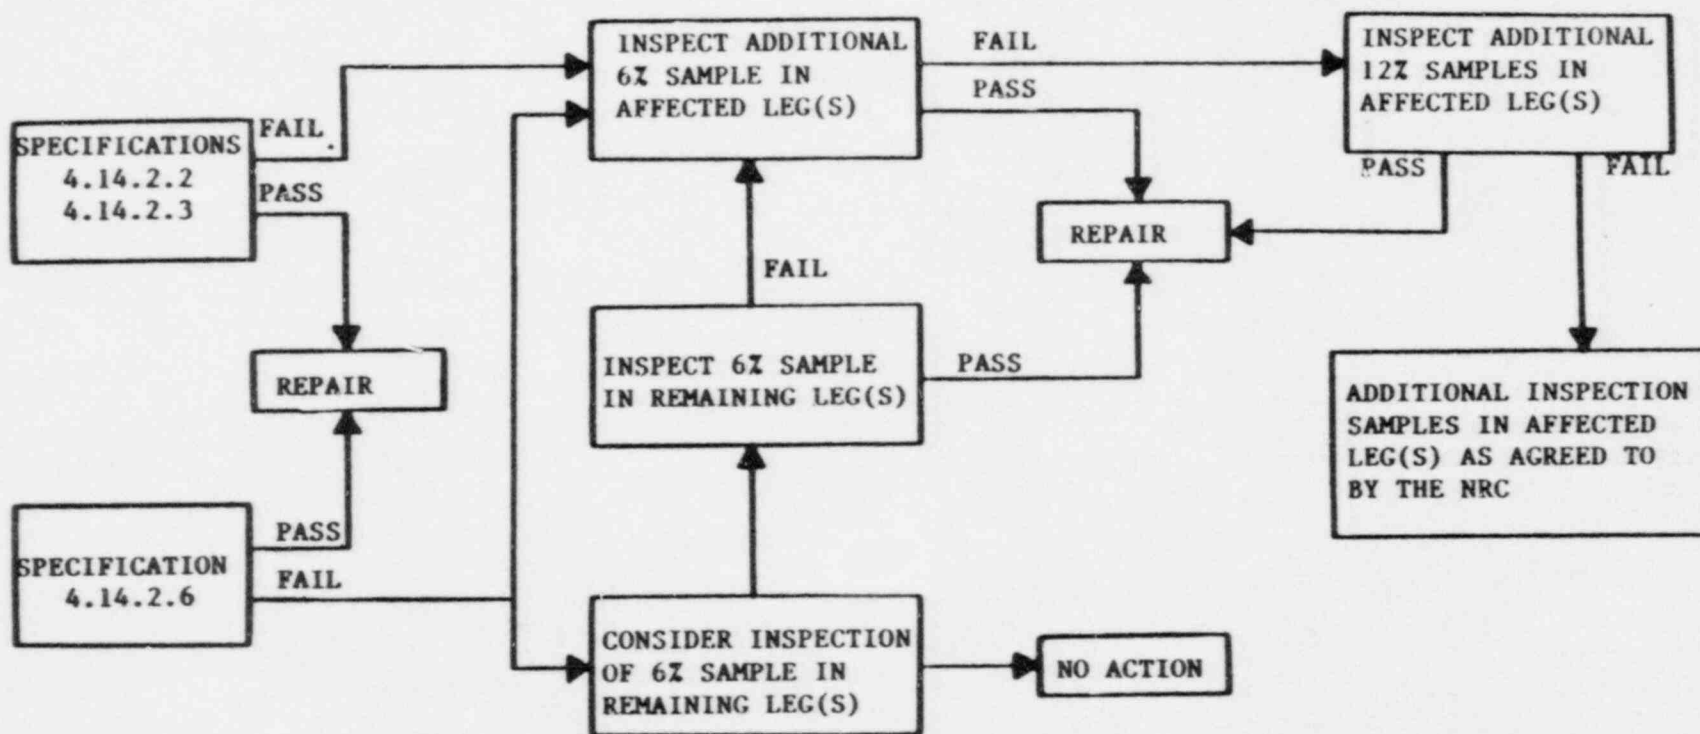 INSPECT ADDITIONAL
6% SAMPLE IN
AFFECTED LEG(S)
FAIL
PASS
INSPECT ADDITIONAL
12% SAMPLES IN
AFFECTED LEG(S)
PASS
FAIL
SPECIFICATIONS
4.14.2.2
4.14.2.3
FAIL
PASS
REPAIR
REPAIR
FAIL
INSPECT 6% SAMPLE
IN REMAINING LEG(S)
PASS
ADDITIONAL INSPECTION
SAMPLES IN AFFECTED
LEG(S) AS AGREED TO
BY THE NRC
SPECIFICATION
4.14.2.6
PASS
FAIL
CONSIDER INSPECTION
OF 6% SAMPLE IN
REMAINING LEG(S)
NO ACTION